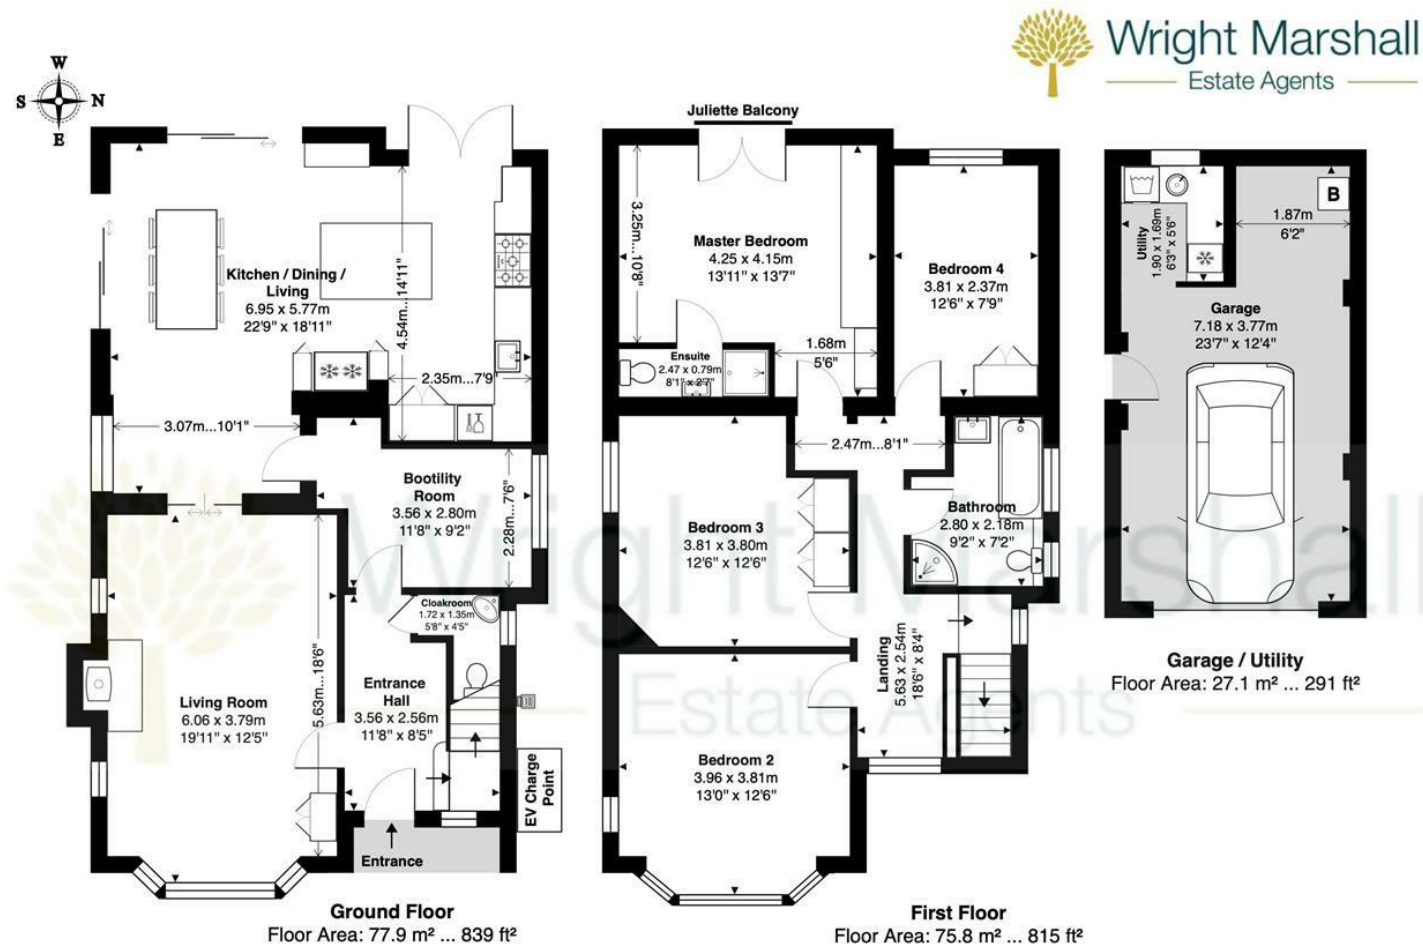 Wright Marshall
Estate Agents
W
S
N
E
Kitchen / Dining /
Living
6.95 x 5.77m
22'9" x 18'11"
4.54m...14'11"
2.35m...7'9"
3.07m...10'1"
Bootility
Room
3.56 x 2.80m
11'8" x 9'2"
2.28m...7'6"
Cloakroom
1.72 x 1.35m
5'8" x 4'5"
Living Room
6.06 x 3.79m
19'11" x 12'5"
5.63m...18'6"
Entrance
Hall
3.56 x 2.56m
11'8" x 8'5"
EV Charge
Point
Entrance
Ground Floor
Floor Area: 77.9 m² ... 839 ft²
Juliette Balcony
3.25m...10'8"
Master Bedroom
4.25 x 4.15m
13'11" x 13'7"
Ensuite
2.47 x 0.79m
8'1" x 2'7"
1.68m
5'6"
Bedroom 4
3.81 x 2.37m
12'6" x 7'9"
2.47m...8'1"
Bedroom 3
3.81 x 3.80m
12'6" x 12'6"
Bathroom
2.80 x 2.18m
9'2" x 7'2"
Landing
5.63 x 2.54m
18'6" x 8'4"
Bedroom 2
3.96 x 3.81m
13'0" x 12'6"
First Floor
Floor Area: 75.8 m² ... 815 ft²
Utility
1.90 x 1.69m
6'3" x 5'6"
B
1.87m
6'2"
Garage
7.18 x 3.77m
23'7" x 12'4"
Garage / Utility
Floor Area: 27.1 m² ... 291 ft²
Wright Marshall
Estate Agents